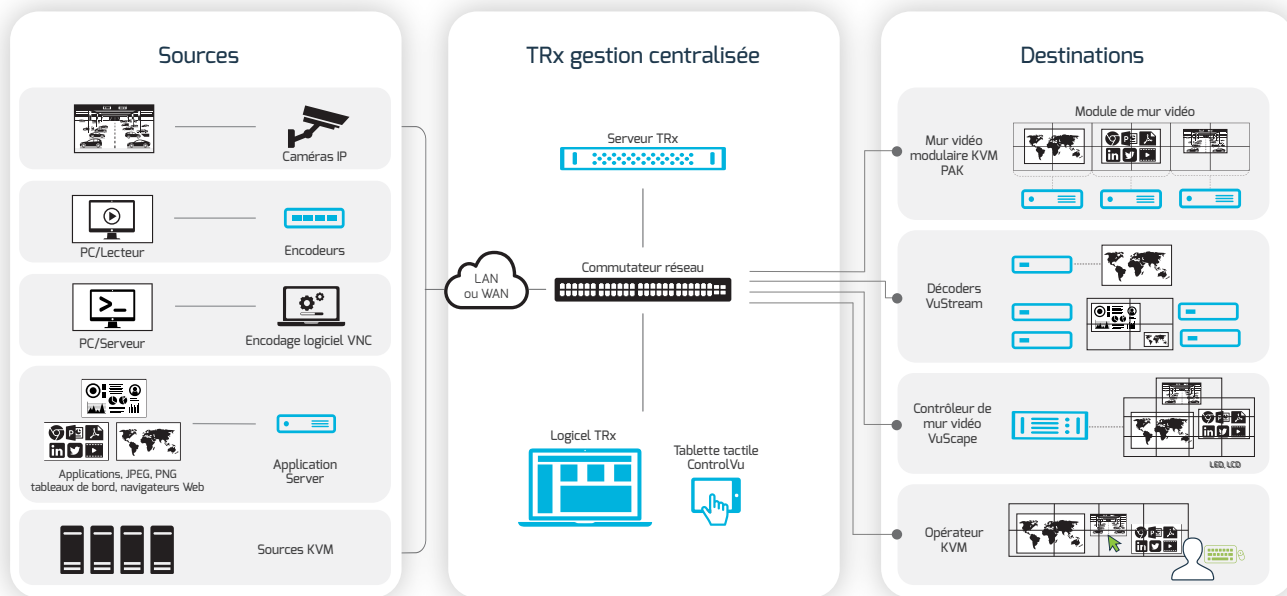 Sources
Caméras IP
PC/Lecteur
Encodeurs
>_
PC/Serveur
Encodage logiciel VNC
Applications, JPEG, PNG
tableaux de bord, navigateurs Web
Application
Server
Sources KVM
TRx gestion centralisée
Serveur TRx
LAN
ou WAN
Commutateur réseau
Logicel TRx
Tablette tactile
ControlVu
Destinations
Mur vidéo
modulaire KVM
PAK
Module de mur vidéo
Décoders
VuStream
Contrôleur de
mur vidéo
VuScape
LED, LCD
Opérateur
KVM